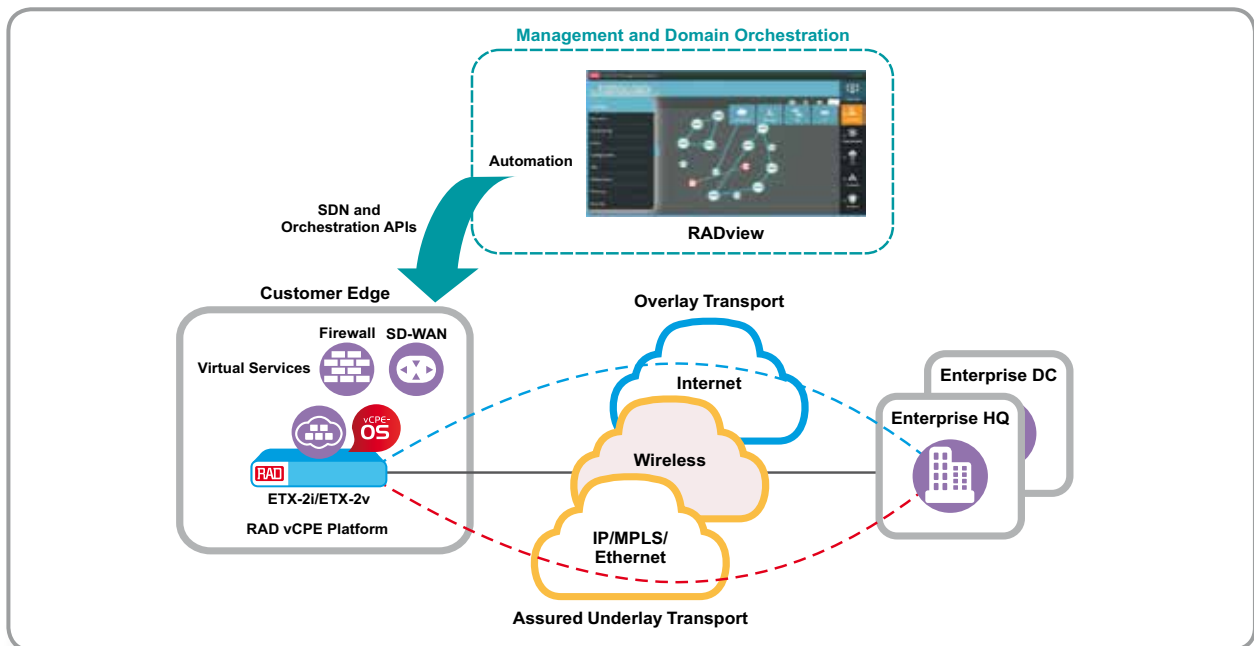 Management and Domain Orchestration
Automation
RADview
SDN and
Orchestration APIs
Customer Edge
Firewall
SD-WAN
Virtual Services
vCPE-
OS
RAD
ETX-2i/ETX-2v
RAD vCPE Platform
Overlay Transport
Internet
Wireless
IP/MPLS/
Ethernet
Assured Underlay Transport
Enterprise DC
Enterprise HQ